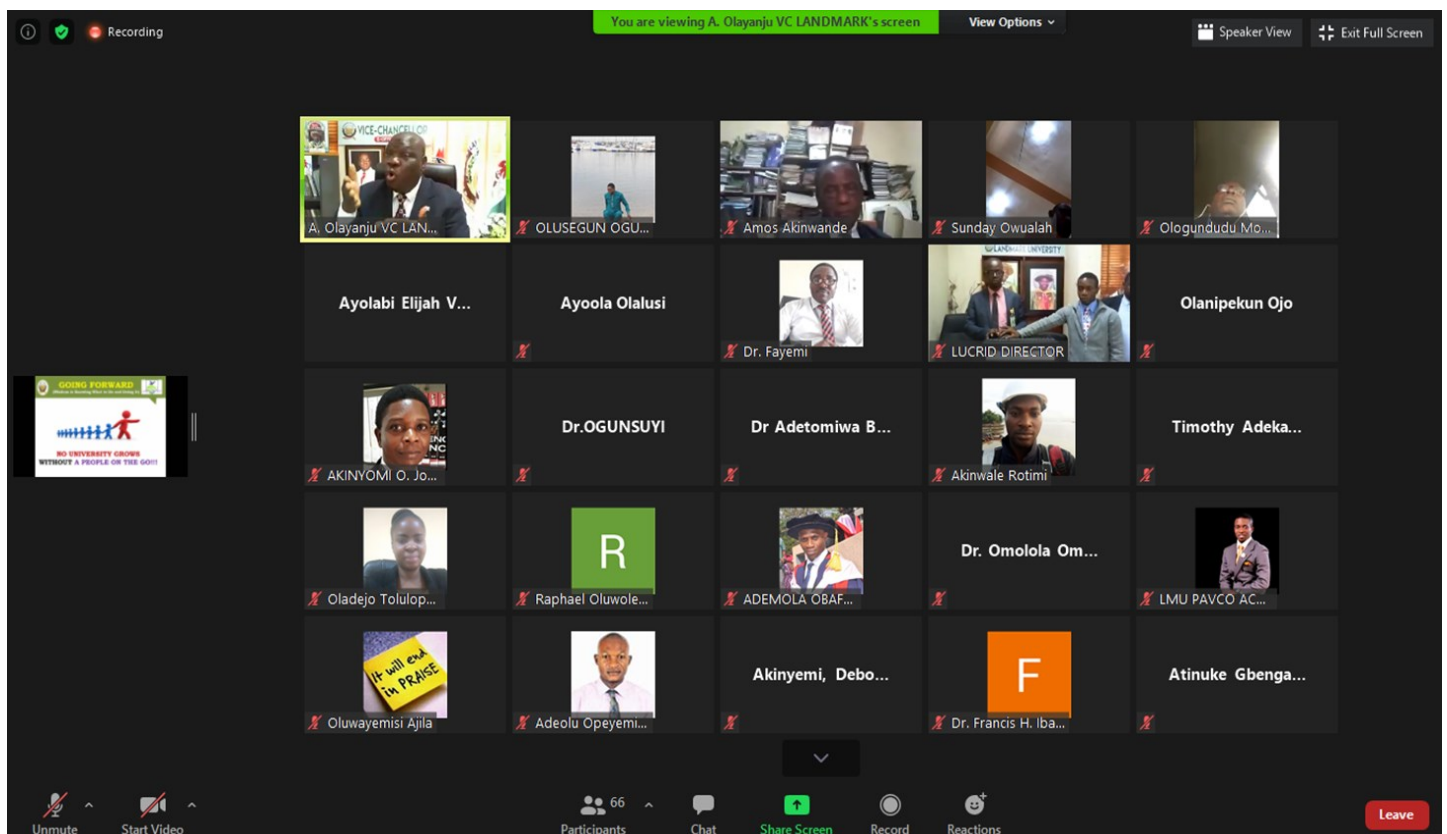 Recording
You are viewing A. Olayanju VC LANDMARK's screen
View Options
Speaker View
Exit Full Screen
VICE-CHANCELLOR
A. Olayanju VC LAN...
OLUSEGUN OGU...
Amos Akinwande
Sunday Owualah
Ologundudu Mo...
Ayolabi Elijah V...
Ayoola Olalusi
Dr. Fayemi
LANDMARK UNIVERSITY
LUCRID DIRECTOR
Olanipekun Ojo
GOING FORWARD
NO UNIVERSITY GROWS
WITHOUT A PEOPLE ON THE GO!!!
AKINYOMI O. Jo...
Dr.OGUNSUYI
Dr Adetomiwa B...
Akinwale Rotimi
Timothy Adeka...
Oladejo Tolulop...
R
Raphael Oluwole...
ADEMOLA OBAF...
Dr. Omolola Om...
LMU PAVCO AC...
It will end
in PRAISE
Oluwayemisi Ajila
Adeolu Opeyemi...
Akinyemi, Debo...
F
Dr. Francis H. Iba...
Atinuke Gbenga...
Unmute
Start Video
66
Participants
Chat
Share Screen
Record
Reactions
Leave